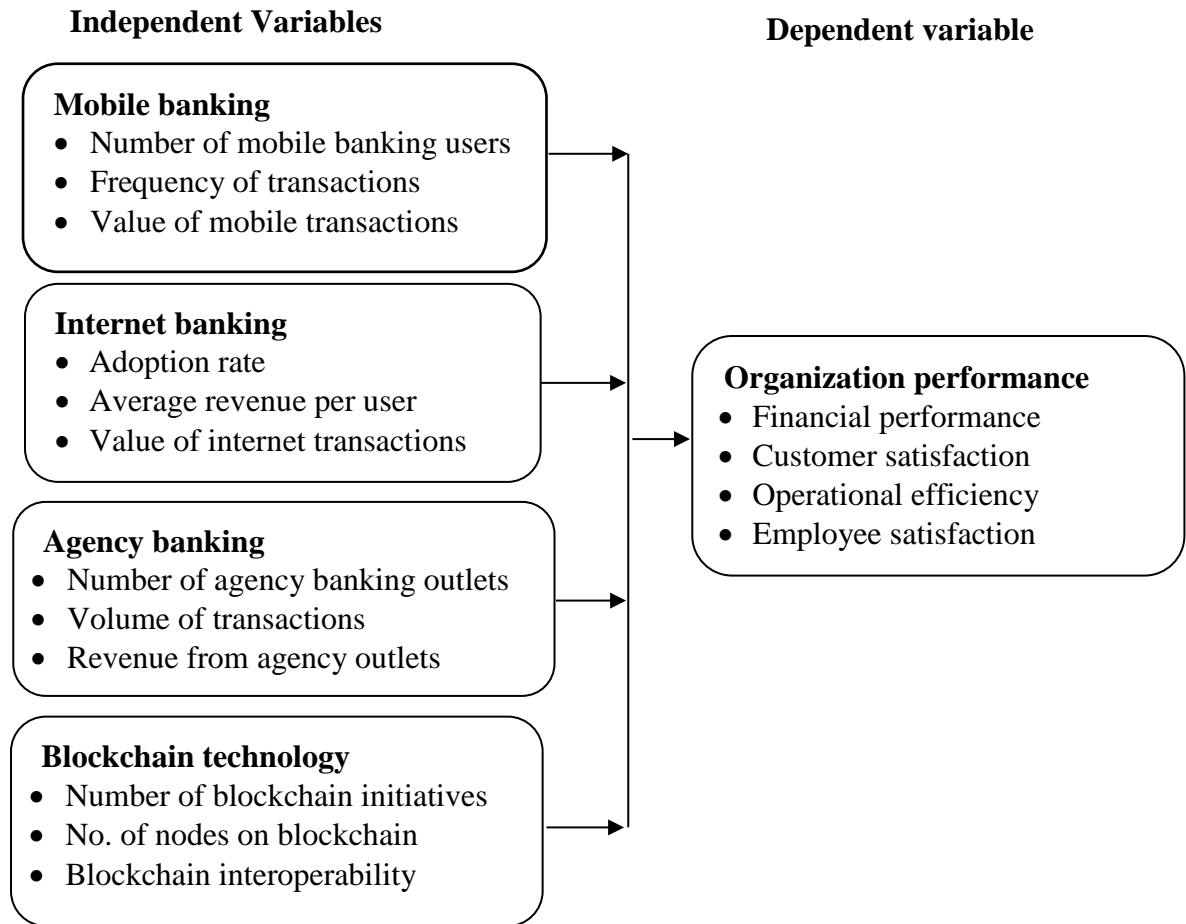 Independent Variables
Dependent variable
Mobile banking
• Number of mobile banking users
• Frequency of transactions
• Value of mobile transactions
Internet banking
• Adoption rate
• Average revenue per user
• Value of internet transactions
Agency banking
• Number of agency banking outlets
• Volume of transactions
• Revenue from agency outlets
Blockchain technology
• Number of blockchain initiatives
• No. of nodes on blockchain
• Blockchain interoperability
Organization performance
• Financial performance
• Customer satisfaction
• Operational efficiency
• Employee satisfaction